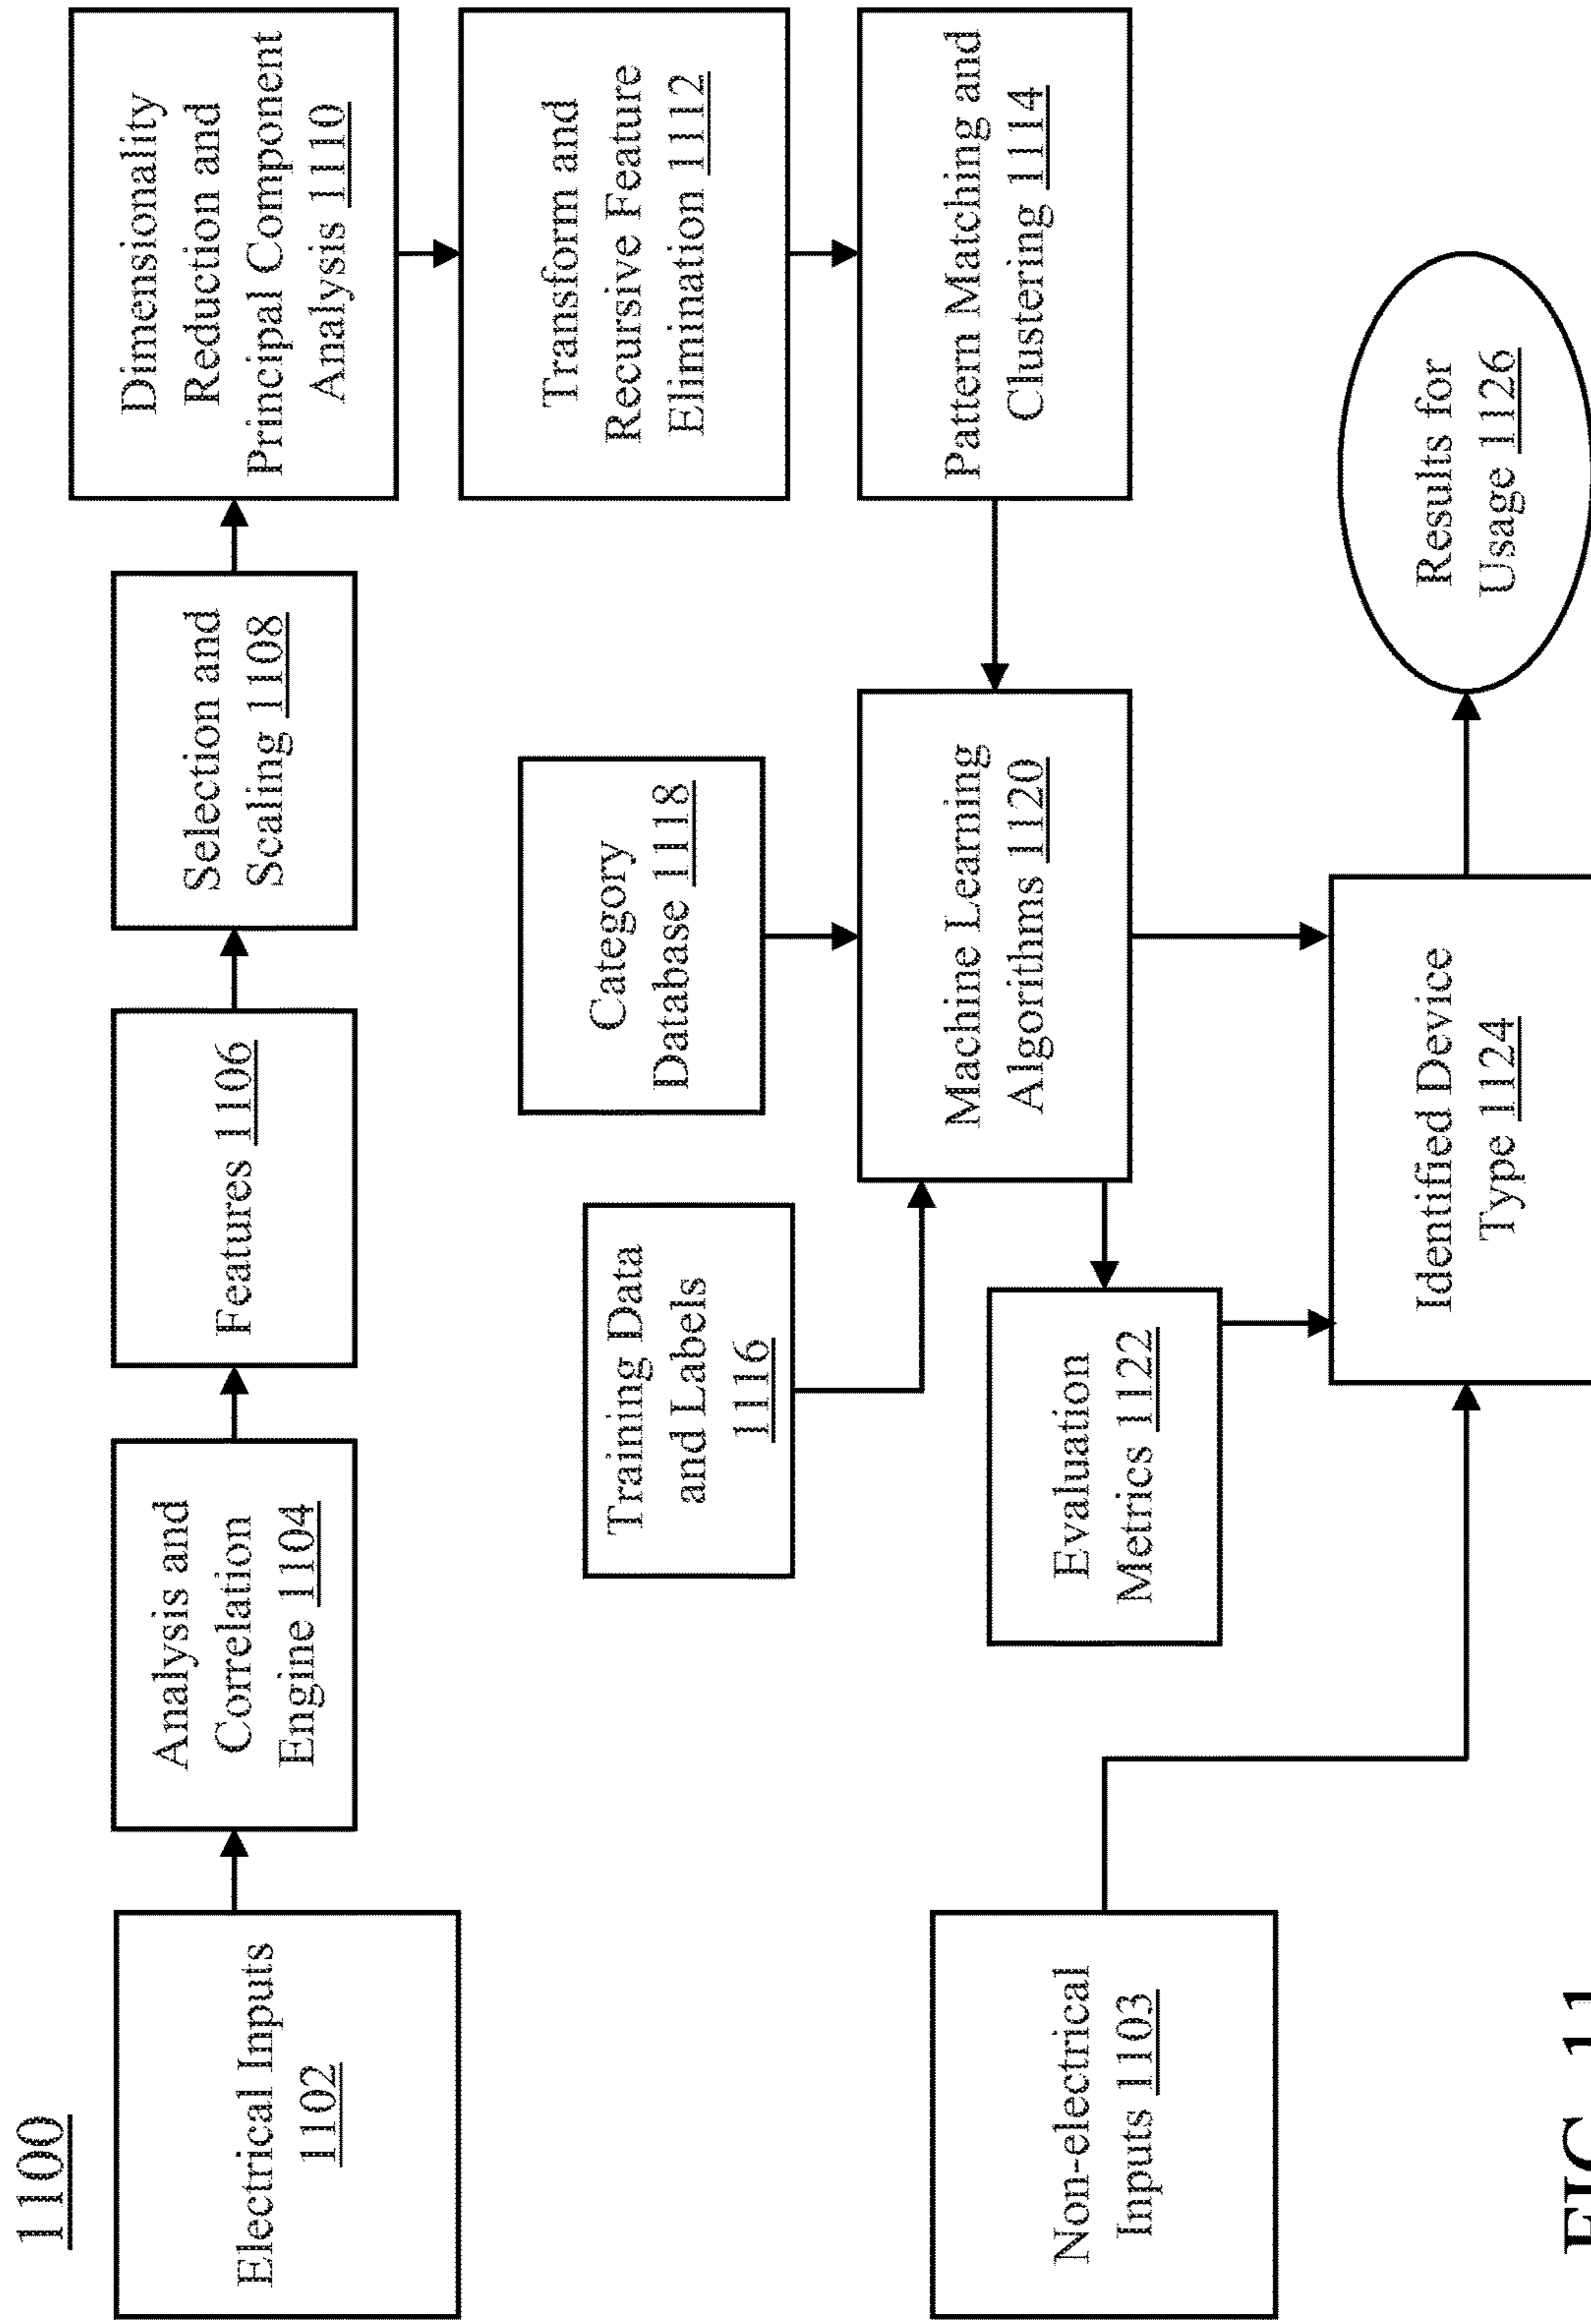 1100
Electrical Inputs
1102
Analysis and
Correlation
Engine 1104
Features 1106
Selection and
Scaling 1108
Dimensionality
Reduction and
Principal Component
Analysis 1110
Transform and
Recursive Feature
Elimination 1112
Pattern Matching and
Clustering 1114
Training Data
and Labels
1116
Category
Database 1118
Machine Learning
Algorithms 1120
Evaluation
Metrics 1122
Non-electrical
Inputs 1103
Identified Device
Type 1124
Results for
Usage 1126
FIG. 11